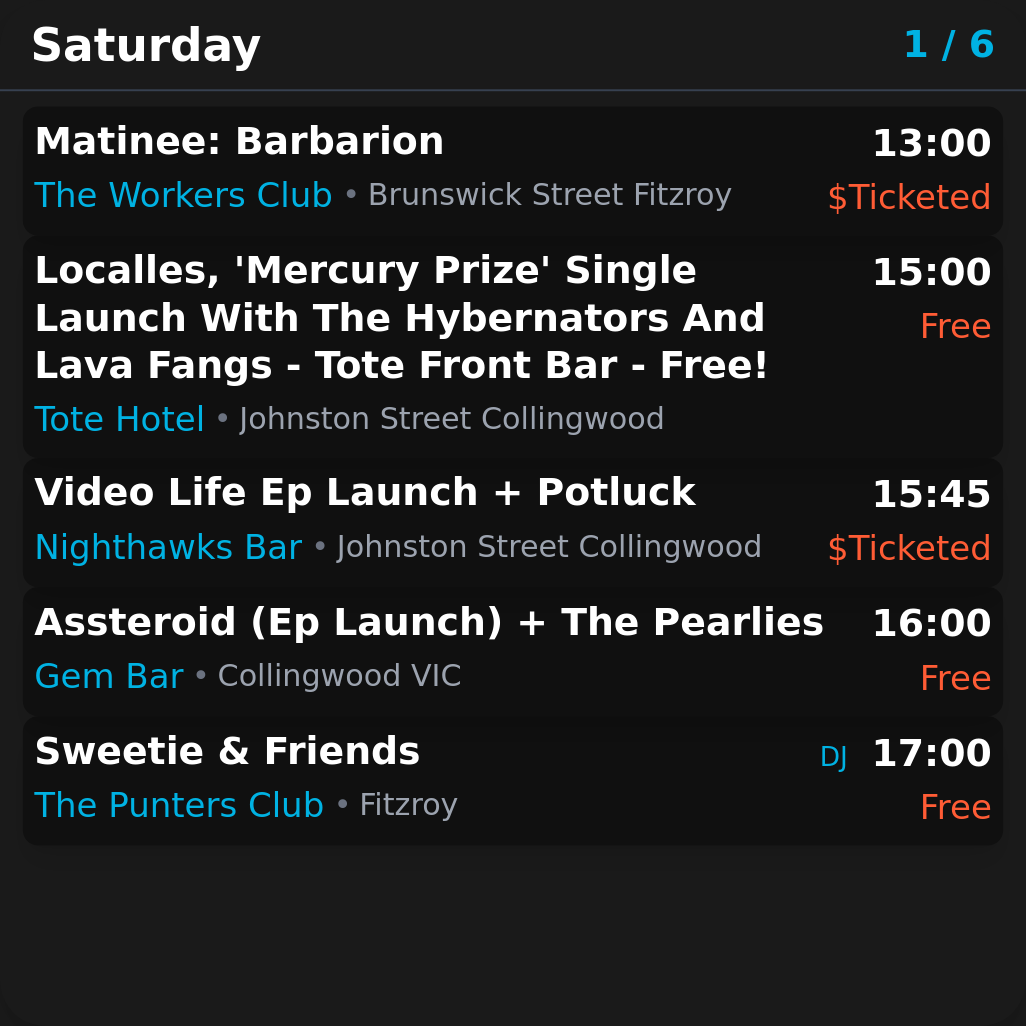 Saturday
1 / 6
Matinee: Barbarion
13:00
The Workers Club • Brunswick Street Fitzroy
$Ticketed
Localles, 'Mercury Prize' Single
Launch With The Hybernators And
Lava Fangs - Tote Front Bar - Free!
15:00
Free
Tote Hotel • Johnston Street Collingwood
Video Life Ep Launch + Potluck
15:45
Nighthawks Bar • Johnston Street Collingwood
$Ticketed
Assteroid (Ep Launch) + The Pearlies
16:00
Gem Bar • Collingwood VIC
Free
Sweetie & Friends
DJ 17:00
The Punters Club • Fitzroy
Free